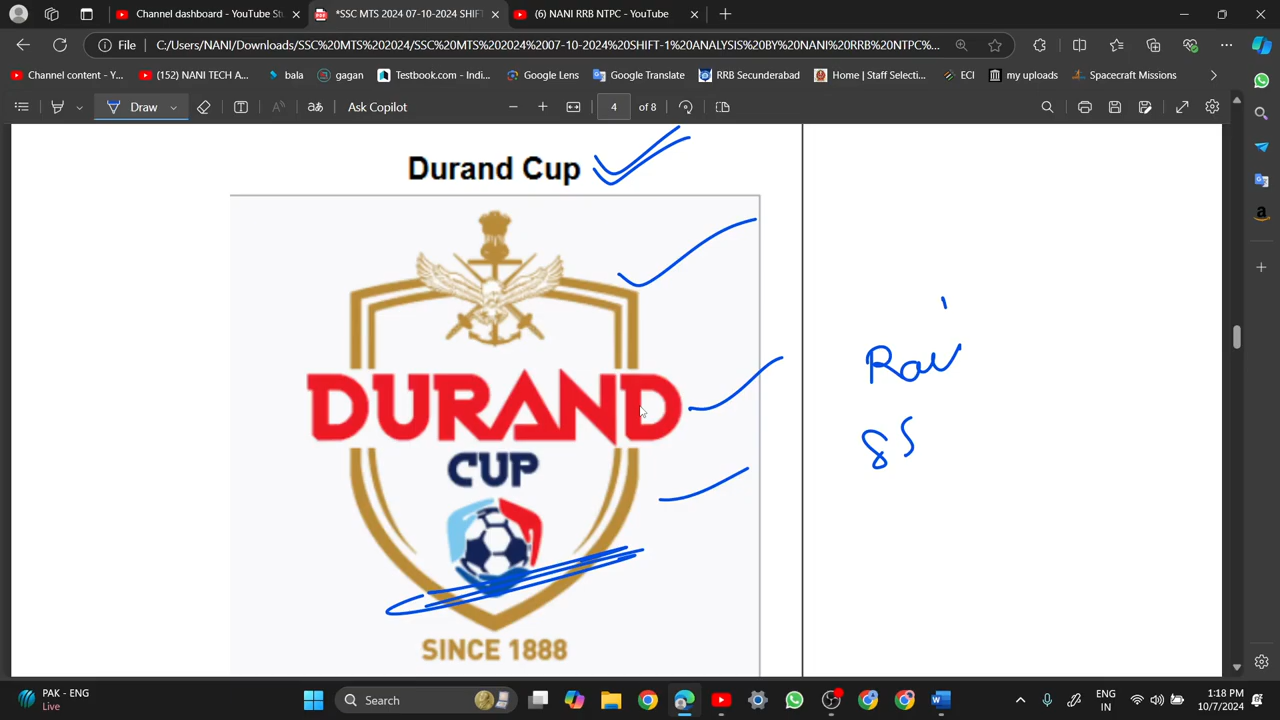 Channel dashboard - YouTube St
*SSC MTS 2024 07-10-2024 SHIFT
(6) NANI RRB NTPC - YouTube
File
C:/Users/NANI/Downloads/SSC%20MTS%202024/SSC%20MTS%202024%2007-10-2024%20SHIFT-1%20ANALYSIS%20BY%20NANI%20RRB%20NTPC%...
Channel content - Y...
(152) NANI TECH A...
bala
gagan
Testbook.com - Indi...
Google Lens
Google Translate
RRB Secunderabad
Home | Staff Selecti...
ECI
my uploads
Spacecraft Missions
Draw
Ask Copilot
4 of 8
Durand Cup
DURAND
CUP
SINCE 1888
Rav
SS
PAK - ENG
Live
Search
ENG
IN
1:18 PM
10/7/2024